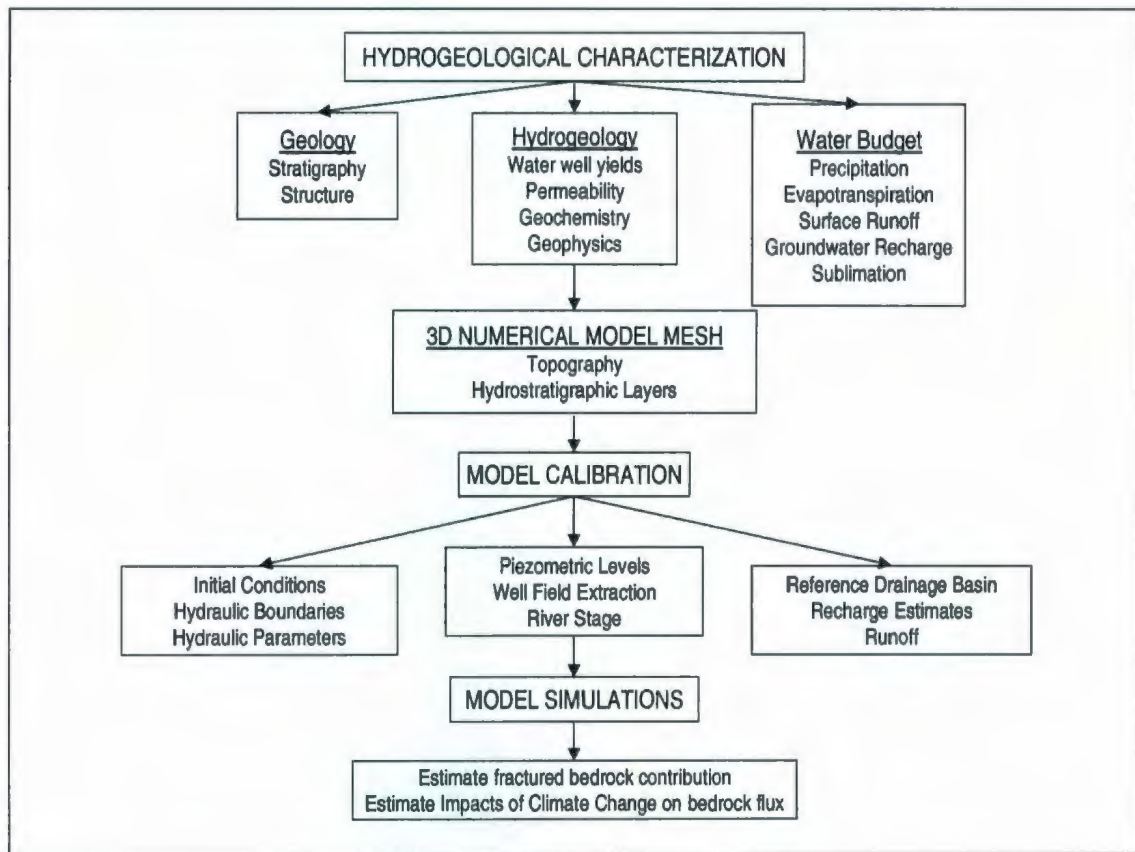 HYDROGEOLOGICAL CHARACTERIZATION
Geology
Stratigraphy
Structure
Hydrogeology
Water well yields
Permeability
Geochemistry
Geophysics
Water Budget
Precipitation
Evapotranspiration
Surface Runoff
Groundwater Recharge
Sublimation
3D NUMERICAL MODEL MESH
Topography
Hydrostratigraphic Layers
MODEL CALIBRATION
Initial Conditions
Hydraulic Boundaries
Hydraulic Parameters
Piezometric Levels
Well Field Extraction
River Stage
Reference Drainage Basin
Recharge Estimates
Runoff
MODEL SIMULATIONS
Estimate fractured bedrock contribution
Estimate Impacts of Climate Change on bedrock flux